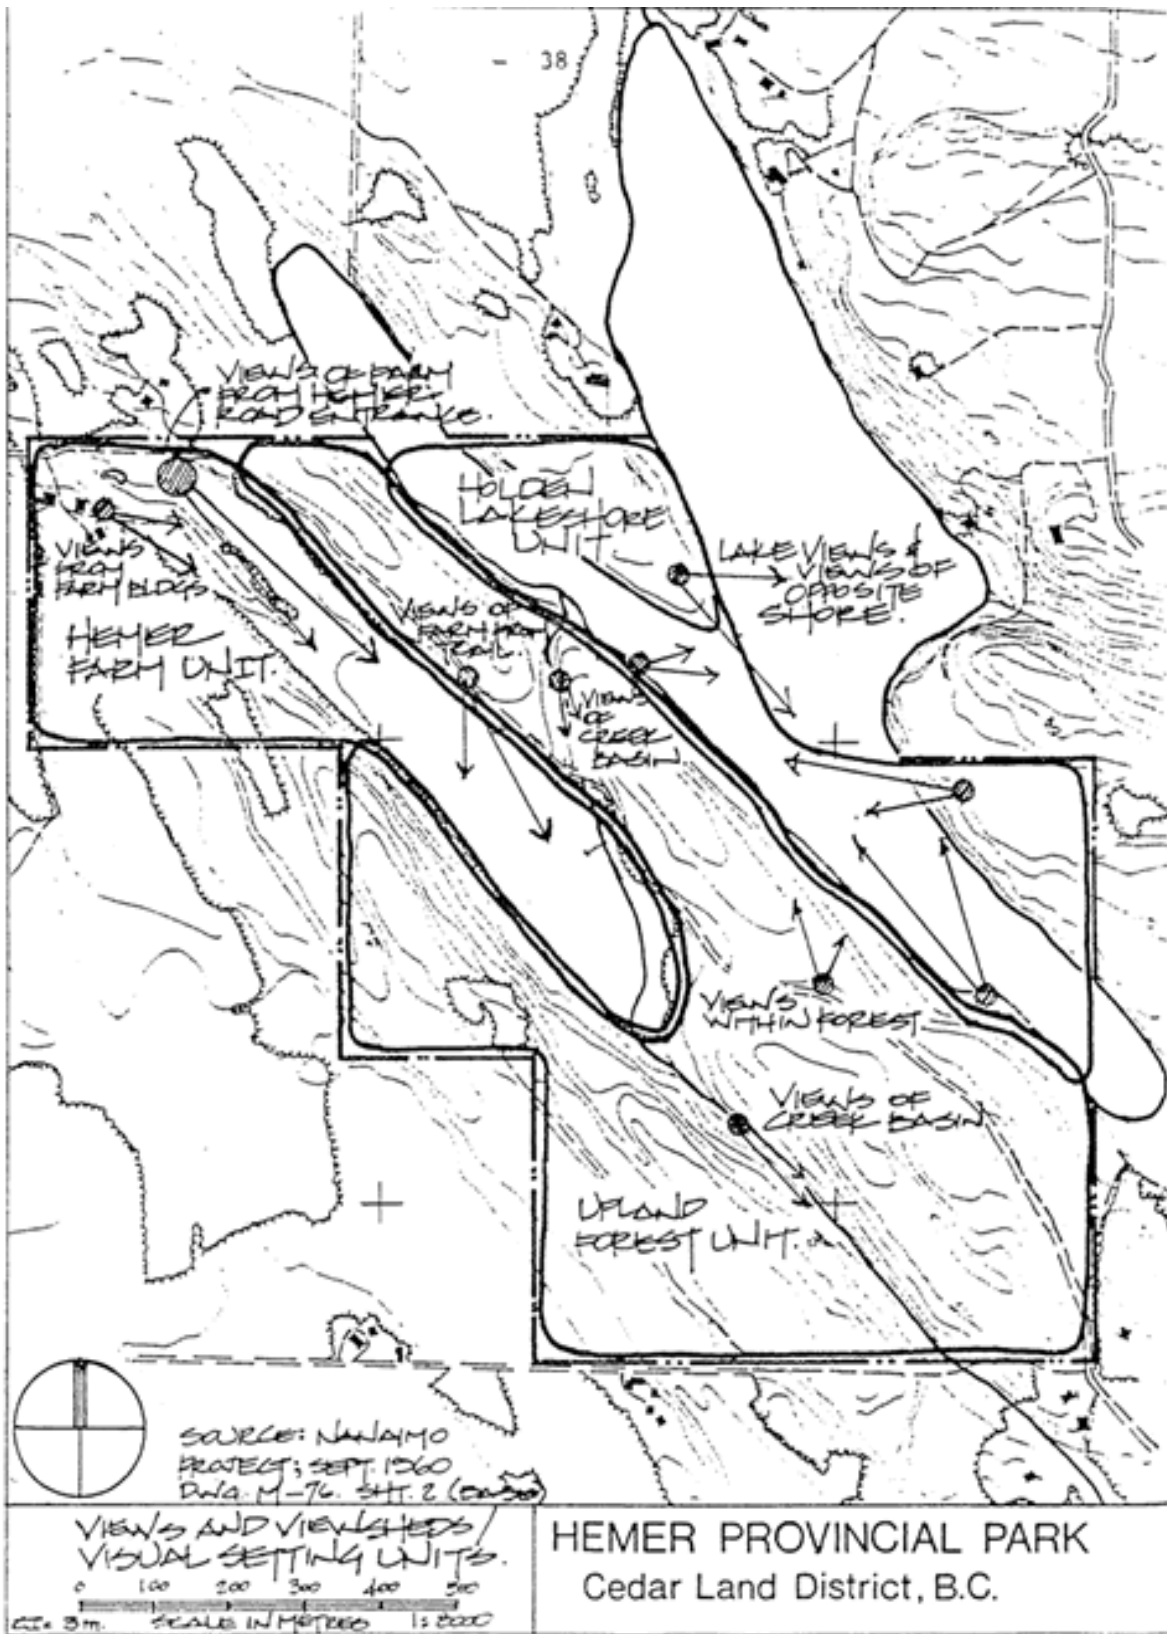 - 38
VIEWS OF FARM
FROM HEMER
ROAD ENTRANCE.
HOLDEN
LAKESHORE
UNIT
VIEWS
FROM
FARM BLDGS
LAKE VIEWS &
VIEWS OF
OPPOSITE
SHORE.
VIEWS OF
FARM FROM
TRAIL.
HEMER
FARM UNIT.
VIEWS
OF
CREEK
BASIN
VIEWS
WITHIN FOREST
VIEWS OF
CREEK BASIN
UPLAND
FOREST UNIT.
SOURCE: NANAIMO
PROJECT; SEPT. 1960
DWG. M-76. SHT. 2 (BASE)
VIEWS AND VIEWSHEDS/
VISUAL SETTING UNITS.
0 100 200 300 400 500
CI= 3m. SCALE IN METRES 1:8000
HEMER PROVINCIAL PARK
Cedar Land District, B.C.